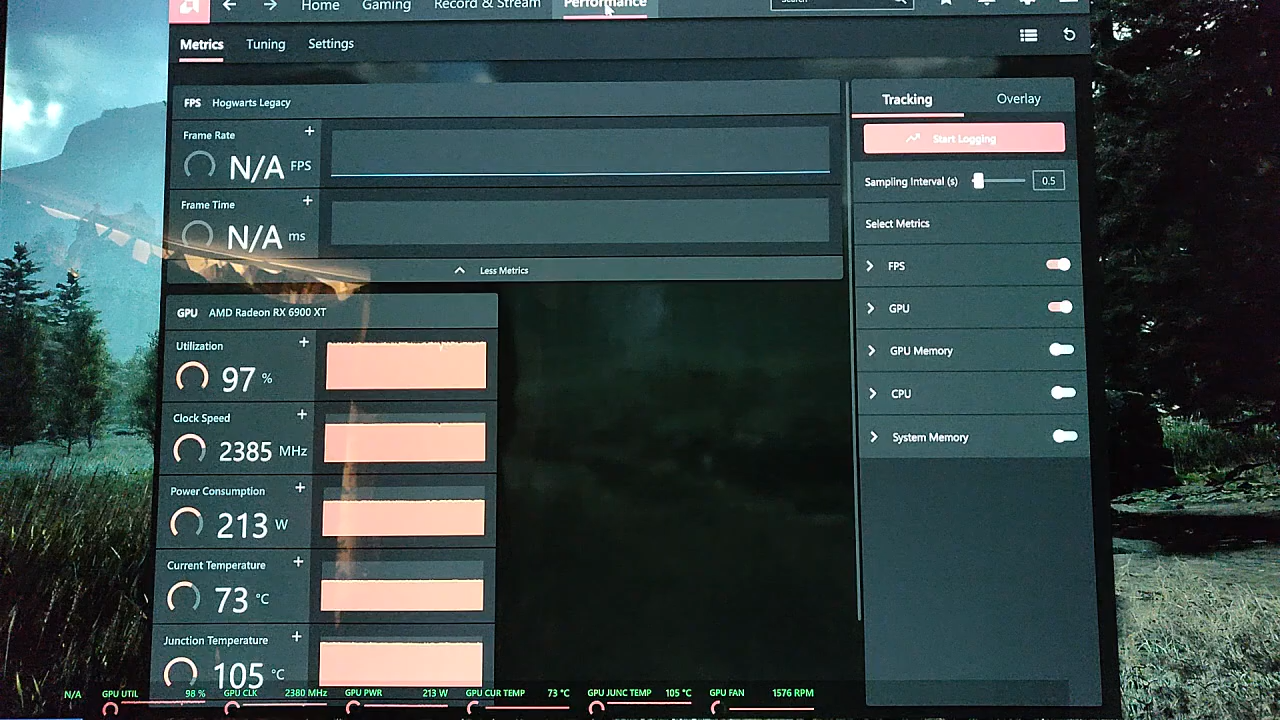 Home Gaming Record & Stream Performance
Metrics Tuning Settings
FPS Hogwarts Legacy
Frame Rate +
N/A FPS
Frame Time +
N/A ms
Less Metrics
GPU AMD Radeon RX 6900 XT
Utilization +
97 %
Clock Speed +
2385 MHz
Power Consumption +
213 W
Current Temperature +
73 °C
Junction Temperature +
105 °C
Search
Tracking Overlay
Start Logging
Sampling Interval (s) 0.5
Select Metrics
FPS
GPU
GPU Memory
CPU
System Memory
N/A GPU UTIL 98 % GPU CLK 2380 MHz GPU PWR 213 W GPU CUR TEMP 73 °C GPU JUNC TEMP 105 °C GPU FAN 1576 RPM